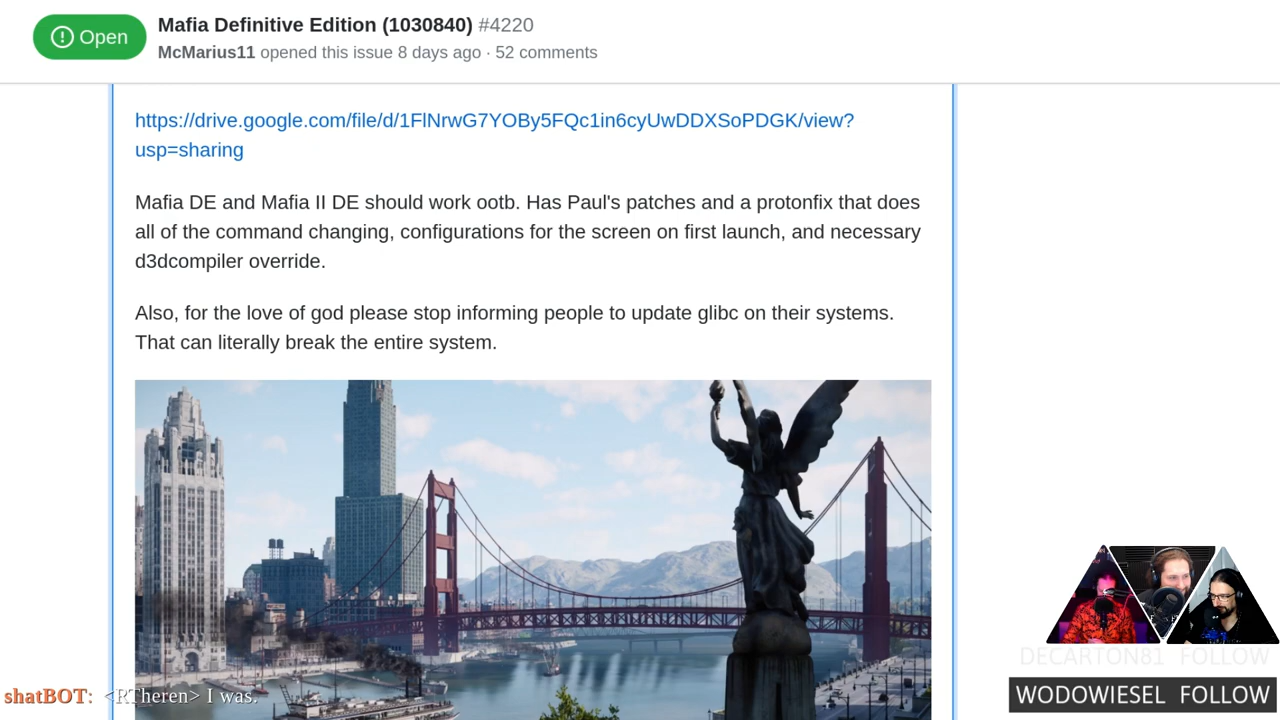 Open
Mafia Definitive Edition (1030840) #4220
McMarius11 opened this issue 8 days ago · 52 comments
https://drive.google.com/file/d/1FlNrwG7YOBy5FQc1in6cyUwDDXSoPDGK/view?
usp=sharing
Mafia DE and Mafia II DE should work ootb. Has Paul's patches and a protonfix that does
all of the command changing, configurations for the screen on first launch, and necessary
d3dcompiler override.
Also, for the love of god please stop informing people to update glibc on their systems.
That can literally break the entire system.
DECARTON81 FOLLOW
shatBOT: <RTheren> I was.
WODOWIESEL FOLLOW